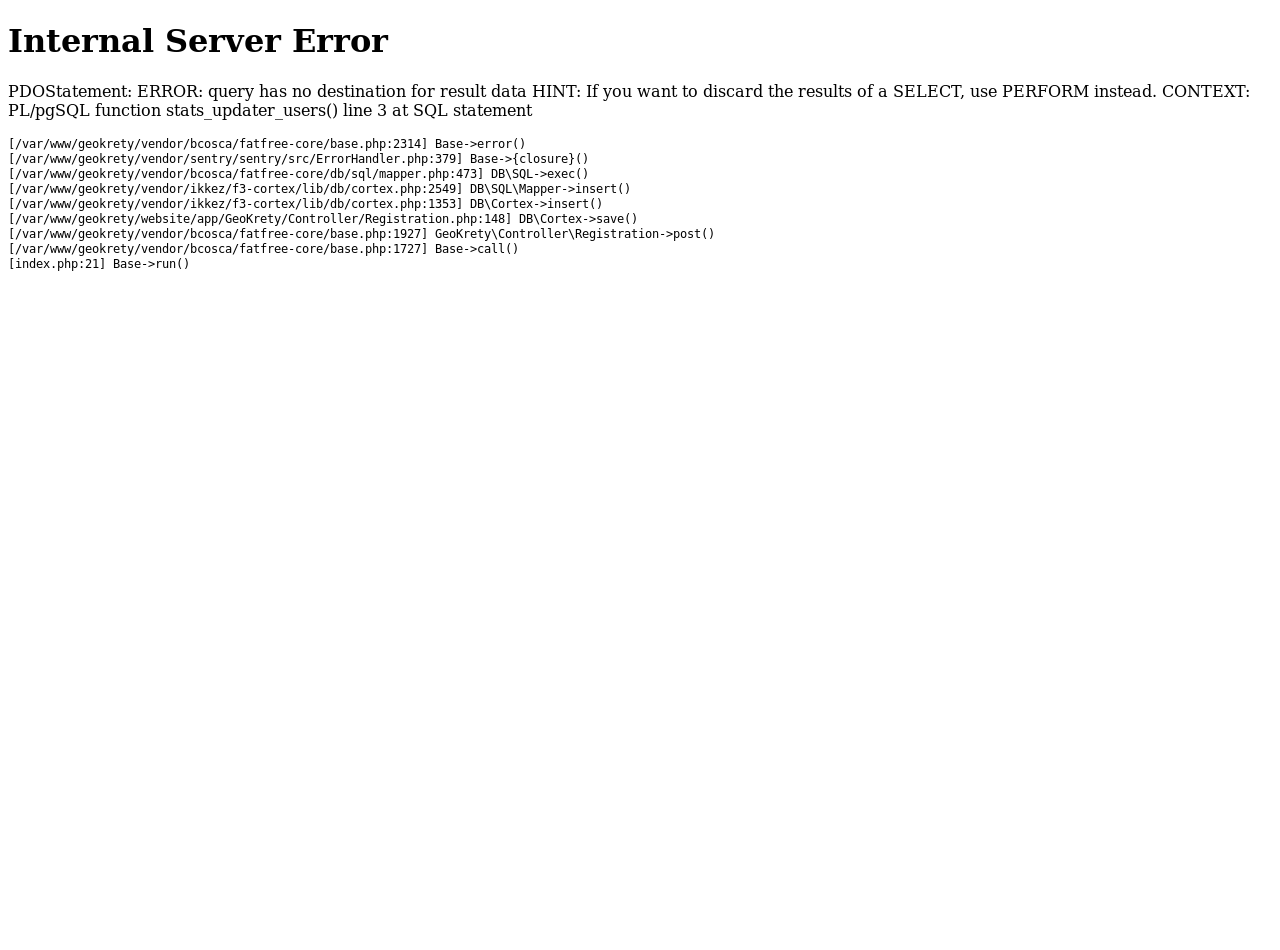 Internal Server Error
PDOStatement: ERROR: query has no destination for result data HINT: If you want to discard the results of a SELECT, use PERFORM instead. CONTEXT:
PL/pgSQL function stats_updater_users() line 3 at SQL statement
[/var/www/geokrety/vendor/bcosca/fatfree-core/base.php:2314] Base->error()
[/var/www/geokrety/vendor/sentry/sentry/src/ErrorHandler.php:379] Base->{closure}()
[/var/www/geokrety/vendor/bcosca/fatfree-core/db/sql/mapper.php:473] DB\SQL->exec()
[/var/www/geokrety/vendor/ikkez/f3-cortex/lib/db/cortex.php:2549] DB\SQL\Mapper->insert()
[/var/www/geokrety/vendor/ikkez/f3-cortex/lib/db/cortex.php:1353] DB\Cortex->insert()
[/var/www/geokrety/website/app/GeoKrety/Controller/Registration.php:148] DB\Cortex->save()
[/var/www/geokrety/vendor/bcosca/fatfree-core/base.php:1927] GeoKrety\Controller\Registration->post()
[/var/www/geokrety/vendor/bcosca/fatfree-core/base.php:1727] Base->call()
[index.php:21] Base->run()